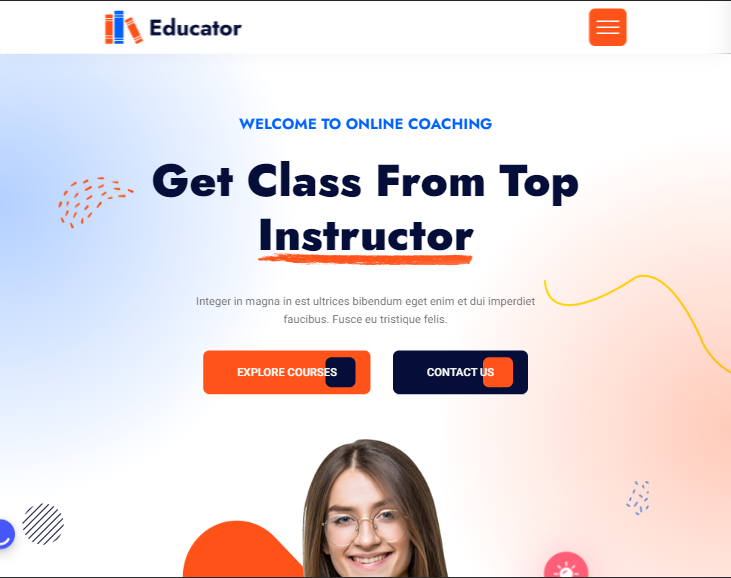 Educator
WELCOME TO ONLINE COACHING
Get Class From Top
Instructor
Integer in magna in est ultrices bibendum eget enim et dui imperdiet
faucibus. Fusce eu tristique felis.
EXPLORE COURSES
CONTACT US